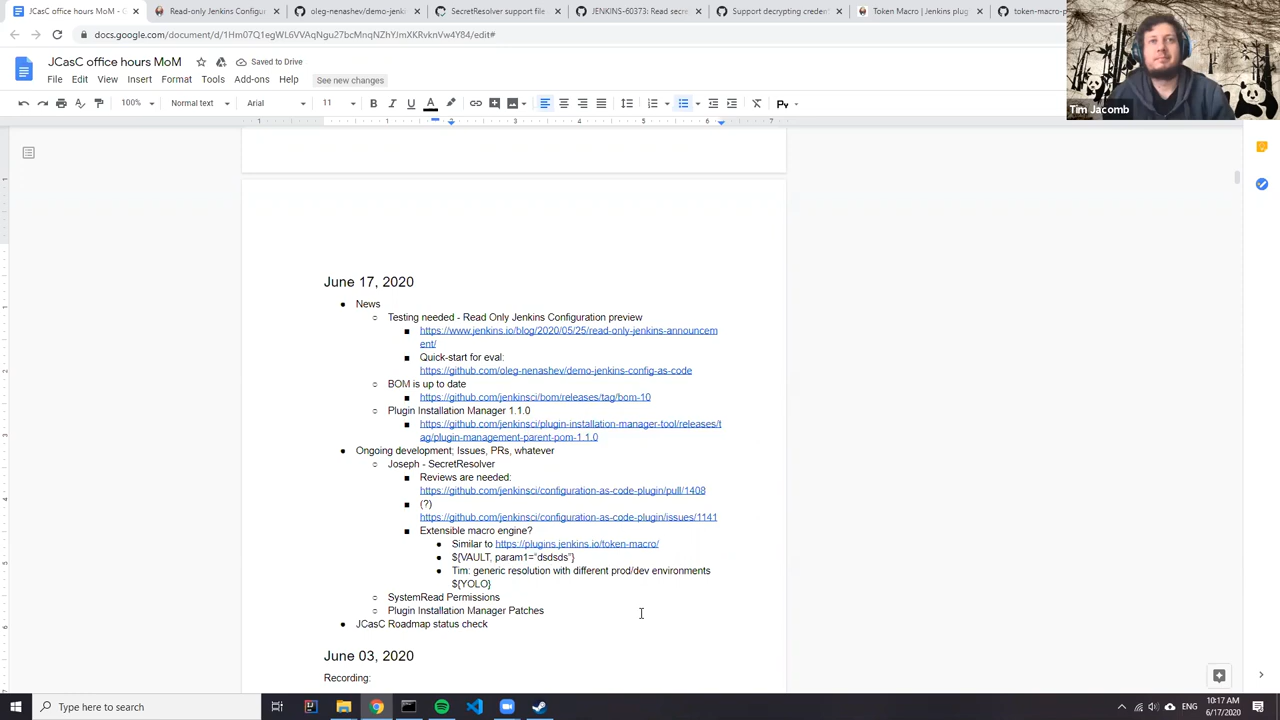 JCasC office hours MoM - G
Read-only Jenkins Configu
oleg-nenashev/demo-jenk
SecretResolver support file
JENKINS-60373: Read secre
Support decrypting creden
Token Macro | Jenkins plug
token-macro-p
docs.google.com/document/d/1Hm07Q1egWL6VVAqNgu27bcMnqNZhYJmXKRvknVw4Y84/edit#
JCasC office hours MoM
Saved to Drive
File Edit View Insert Format Tools Add-ons Help See new changes
100% Normal text Arial 11 B I U A
1 1 2 3 4 5 6 7
Tim Jacomb
June 17, 2020
● News
○ Testing needed - Read Only Jenkins Configuration preview
■ https://www.jenkins.io/blog/2020/05/25/read-only-jenkins-announcem
ent/
■ Quick-start for eval:
https://github.com/oleg-nenashev/demo-jenkins-config-as-code
○ BOM is up to date
■ https://github.com/jenkinsci/bom/releases/tag/bom-10
○ Plugin Installation Manager 1.1.0
■ https://github.com/jenkinsci/plugin-installation-manager-tool/releases/t
ag/plugin-management-parent-pom-1.1.0
● Ongoing development; Issues, PRs, whatever
○ Joseph - SecretResolver
■ Reviews are needed:
https://github.com/jenkinsci/configuration-as-code-plugin/pull/1408
■ (?)
https://github.com/jenkinsci/configuration-as-code-plugin/issues/1141
■ Extensible macro engine?
● Similar to https://plugins.jenkins.io/token-macro/
● ${VAULT, param1="dsdsds"}
● Tim: generic resolution with different prod/dev environments
${YOLO}
○ SystemRead Permissions
○ Plugin Installation Manager Patches
● JCasC Roadmap status check
June 03, 2020
Recording:
Type here to search
ENG
10:17 AM
6/17/2020